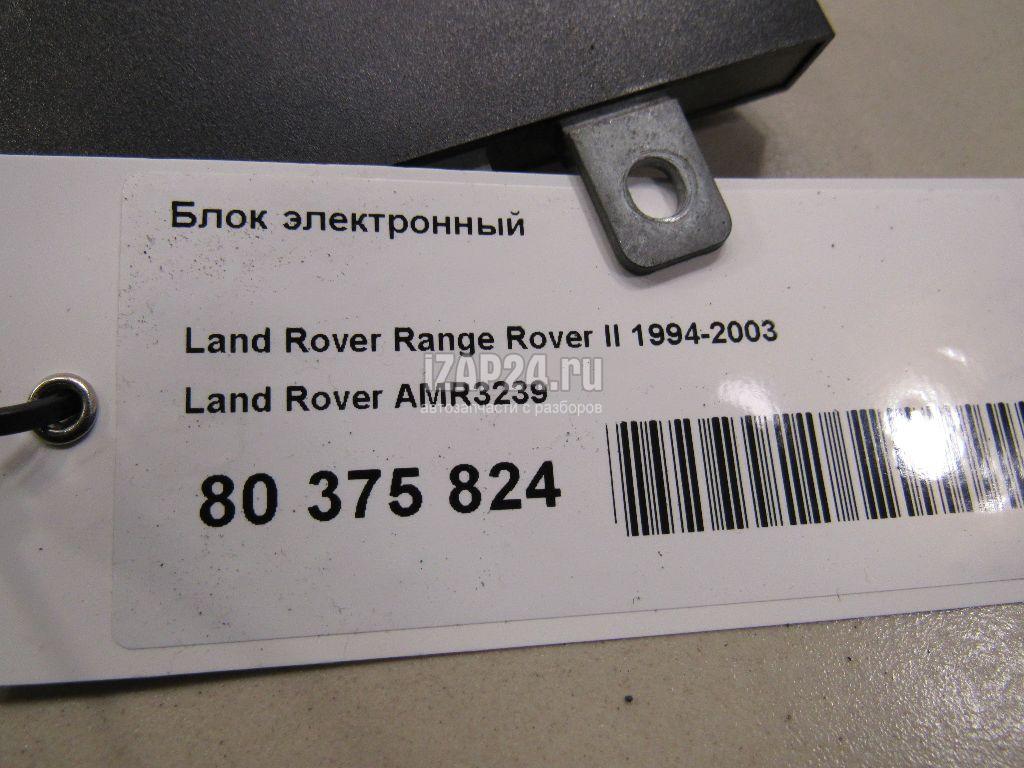 Блок электронный
Land Rover Range Rover II 1994-2003
iZAP24.ru
Land Rover AMR3239
автозапчасти с разборов
80 375 824